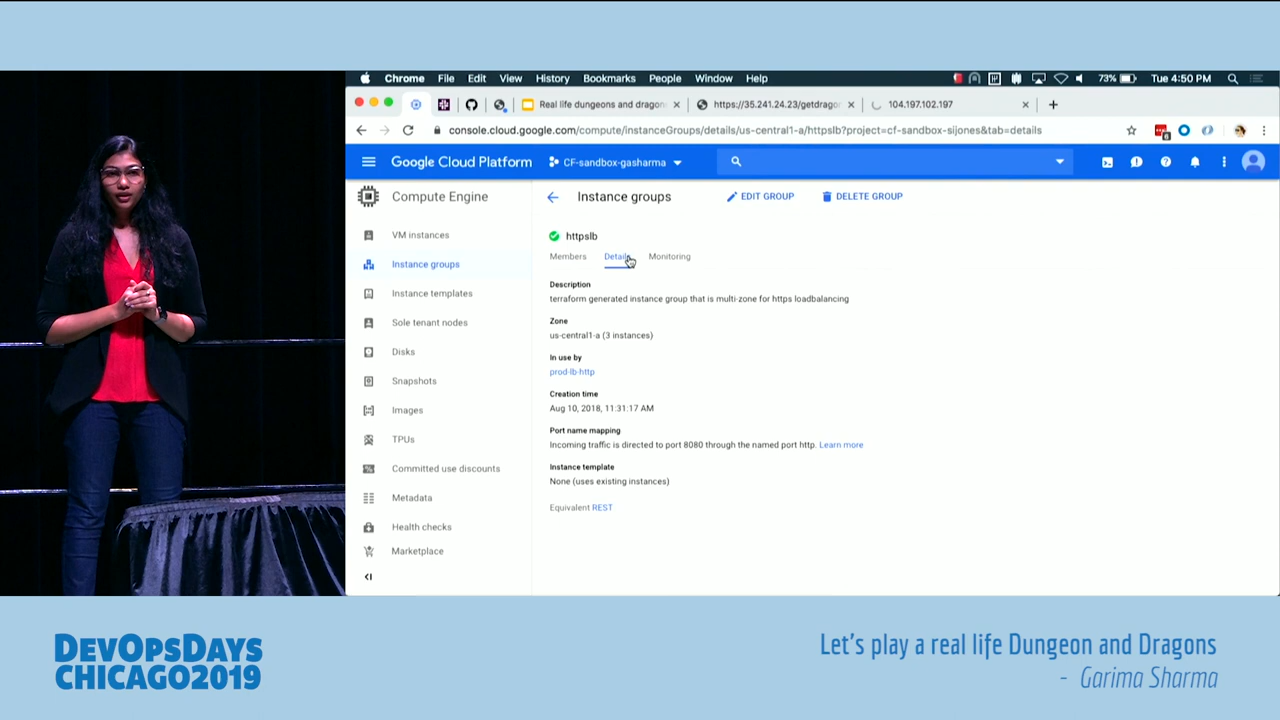 Chrome File Edit View History Bookmarks People Window Help 73% Tue 4:50 PM
Real life dungeons and dragon × https://35.241.24.23/getdrago × 104.197.102.197 × +
console.cloud.google.com/compute/instanceGroups/details/us-central1-a/httpslb?project=cf-sandbox-sijones&tab=details
Google Cloud Platform CF-sandbox-gasharma
Compute Engine
VM instances
Instance groups
Instance templates
Sole tenant nodes
Disks
Snapshots
Images
TPUs
Committed use discounts
Metadata
Health checks
Marketplace
Instance groups EDIT GROUP DELETE GROUP
httpslb
Members Details Monitoring
Description
terraform generated instance group that is multi-zone for https loadbalancing
Zone
us-central1-a (3 instances)
In use by
prod-lb-http
Creation time
Aug 10, 2018, 11:31:17 AM
Port name mapping
Incoming traffic is directed to port 8080 through the named port http. Learn more
Instance template
None (uses existing instances)
Equivalent REST
DevOpsDays
CHICAGO2019
Let's play a real life Dungeon and Dragons
- Garima Sharma